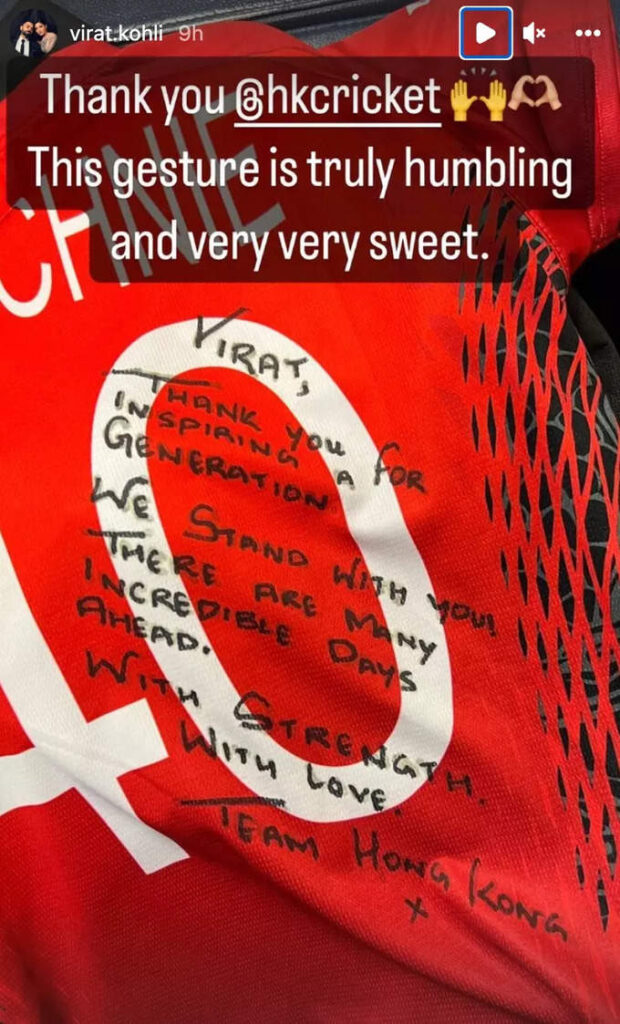 virat.kohli 9h
Thank you @hkcricket 🙌🫶🏼
This gesture is truly humbling
and very very sweet.
CHNIE
40
VIRAT,
THANK YOU FOR
INSPIRING A
GENERATION
WE STAND WITH YOU!
THERE ARE MANY
INCREDIBLE DAYS
AHEAD.
WITH STRENGTH.
WITH LOVE.
TEAM HONG KONG
X